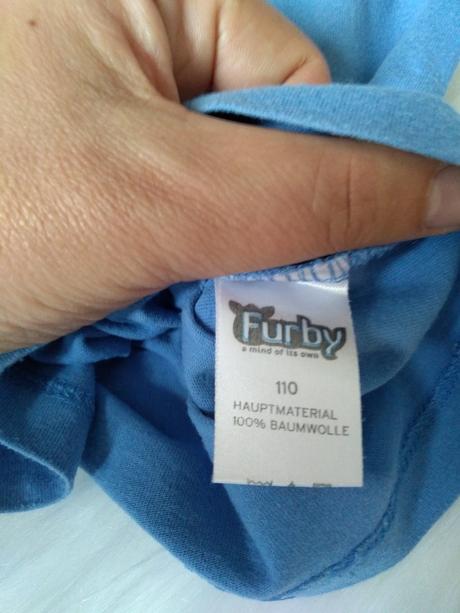 Furby
a mind of its own
110
HAUPTMATERIAL
100% BAUMWOLLE